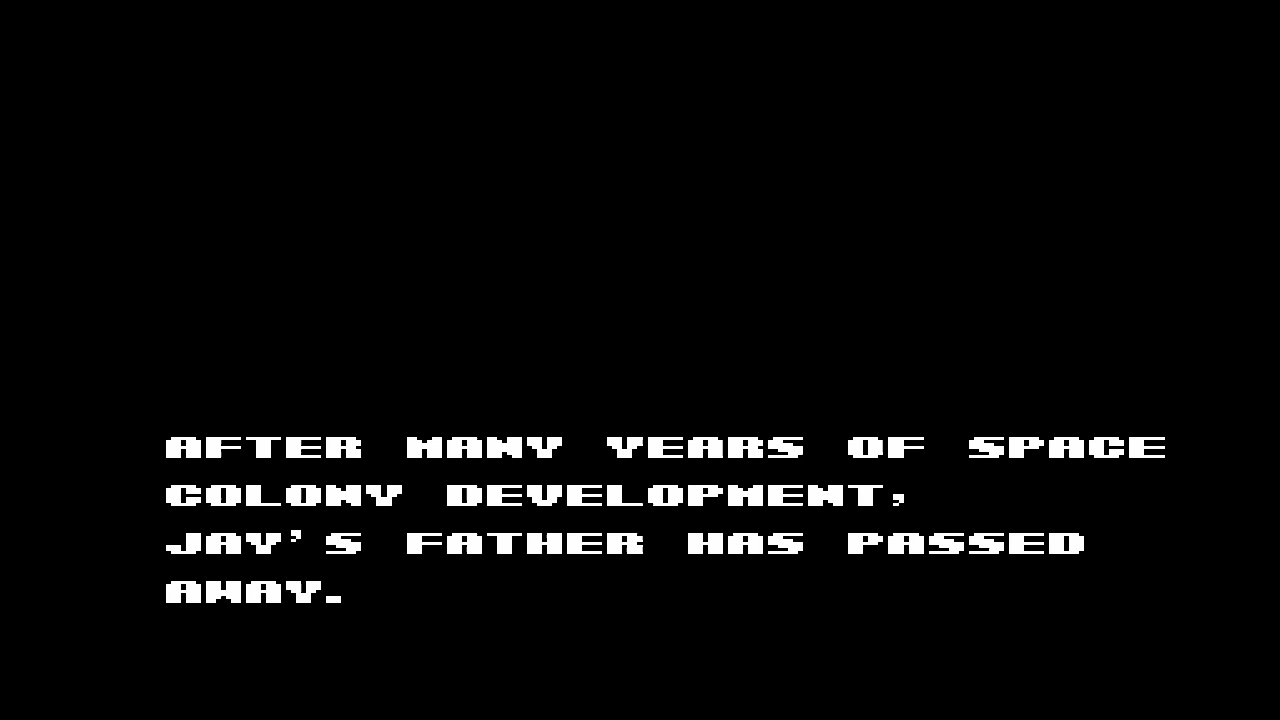 AFTER MANY YEARS OF SPACE
COLONY DEVELOPMENT,
JAY'S FATHER HAS PASSED
AWAY.